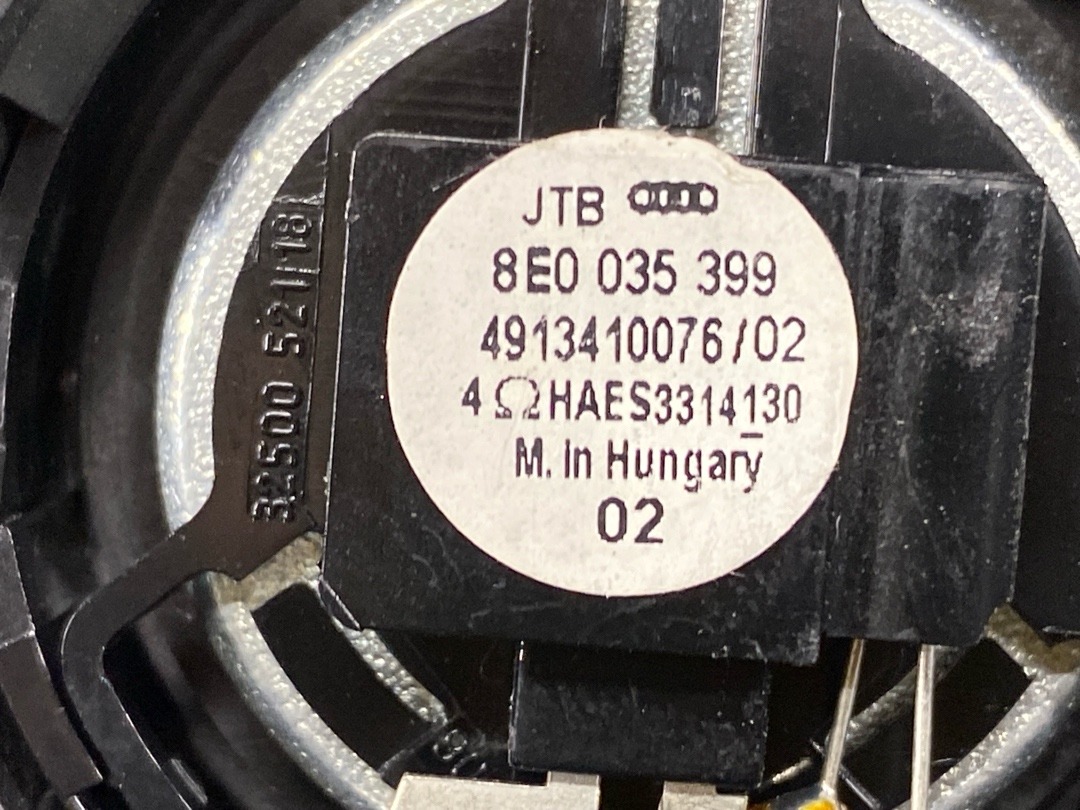 JTB
8E0 035 399
4913410076/02
4 Ω HAES3314130
M. in Hungary
02
32500 521118